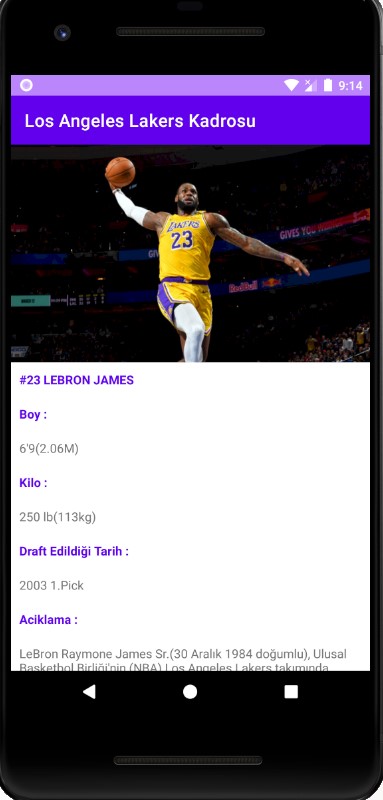 9:14
Los Angeles Lakers Kadrosu
LAKERS
23
GIVES YOU
RedBull
#23 LEBRON JAMES
Boy :
6'9(2.06M)
Kilo :
250 lb(113kg)
Draft Edildiği Tarih :
2003 1.Pick
Aciklama :
LeBron Raymone James Sr.(30 Aralık 1984 doğumlu), Ulusal
Basketbol Birliği'nin (NBA) Los Angeles Lakers takımında